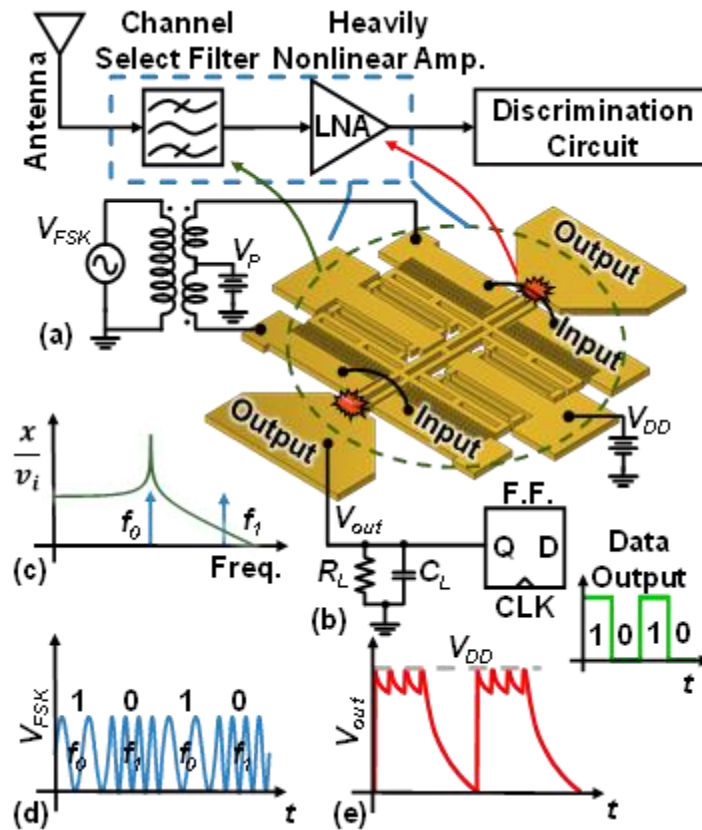 Channel
Select Filter
Heavily
Nonlinear Amp.
Antenna
LNA
Discrimination
Circuit
V_FSK
V_P
(a)
Output
Input
Output
Input
V_DD
x
v_i
f_0
f_1
Freq.
(c)
V_out
R_L
C_L
(b)
F.F.
Q D
CLK
Data
Output
1 0 1 0
t
V_FSK
1 0 1 0
f_0 f_1 f_0 f_1
t
(d)
V_DD
V_out
t
(e)